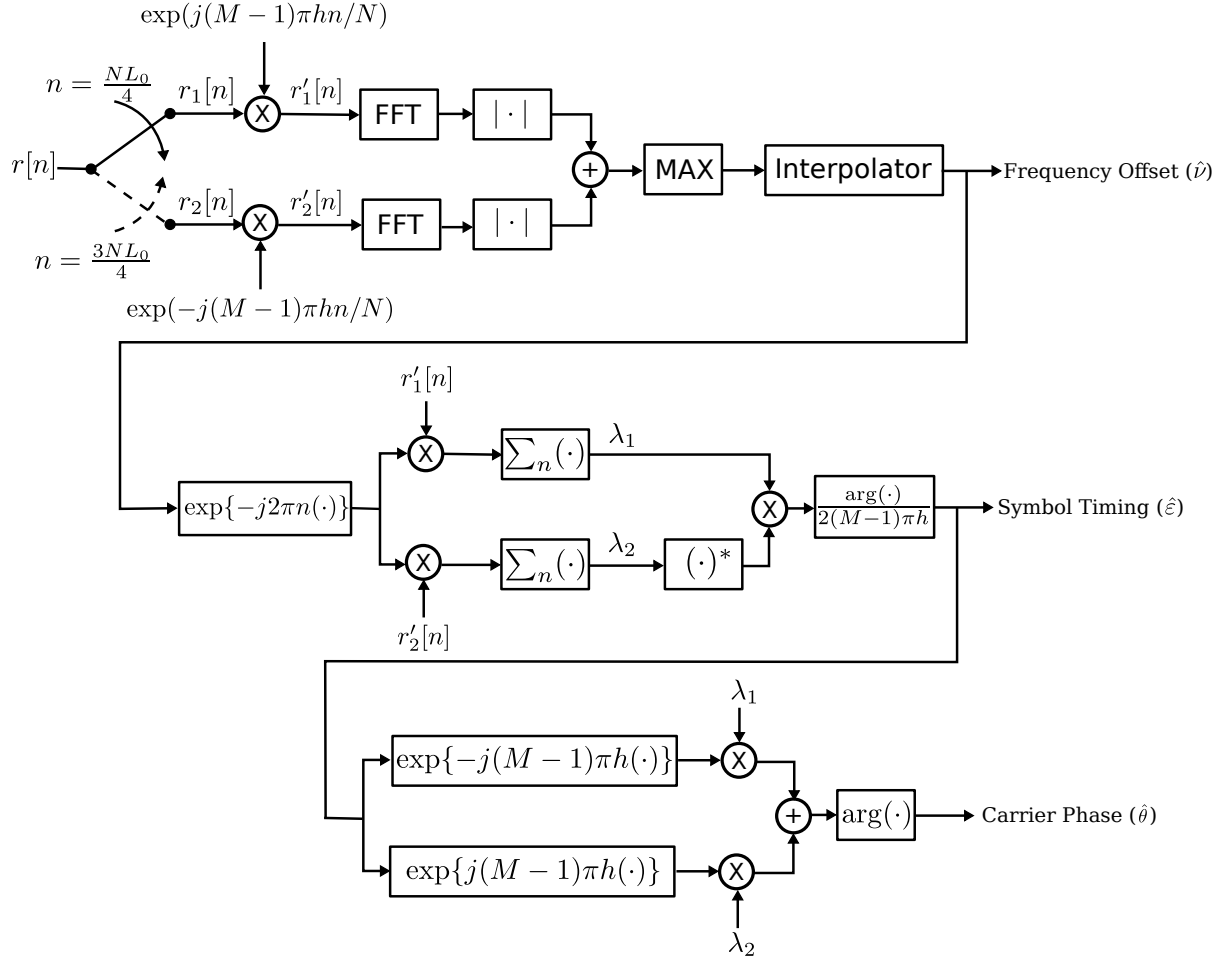 exp(j(M − 1)πhn/N)
n = NL₀/4
r₁[n]
X
r′₁[n]
FFT
| · |
r[n]
+
MAX
Interpolator
Frequency Offset (ν̂)
r₂[n]
X
r′₂[n]
FFT
| · |
n = 3NL₀/4
exp(−j(M − 1)πhn/N)
r′₁[n]
X
∑ₙ(·)
λ₁
exp{−j2πn(·)}
X
arg(·)/2(M−1)πh
Symbol Timing (ε̂)
X
∑ₙ(·)
λ₂
(·)*
r′₂[n]
λ₁
exp{−j(M − 1)πh(·)}
X
+
arg(·)
Carrier Phase (θ̂)
exp{j(M − 1)πh(·)}
X
λ₂